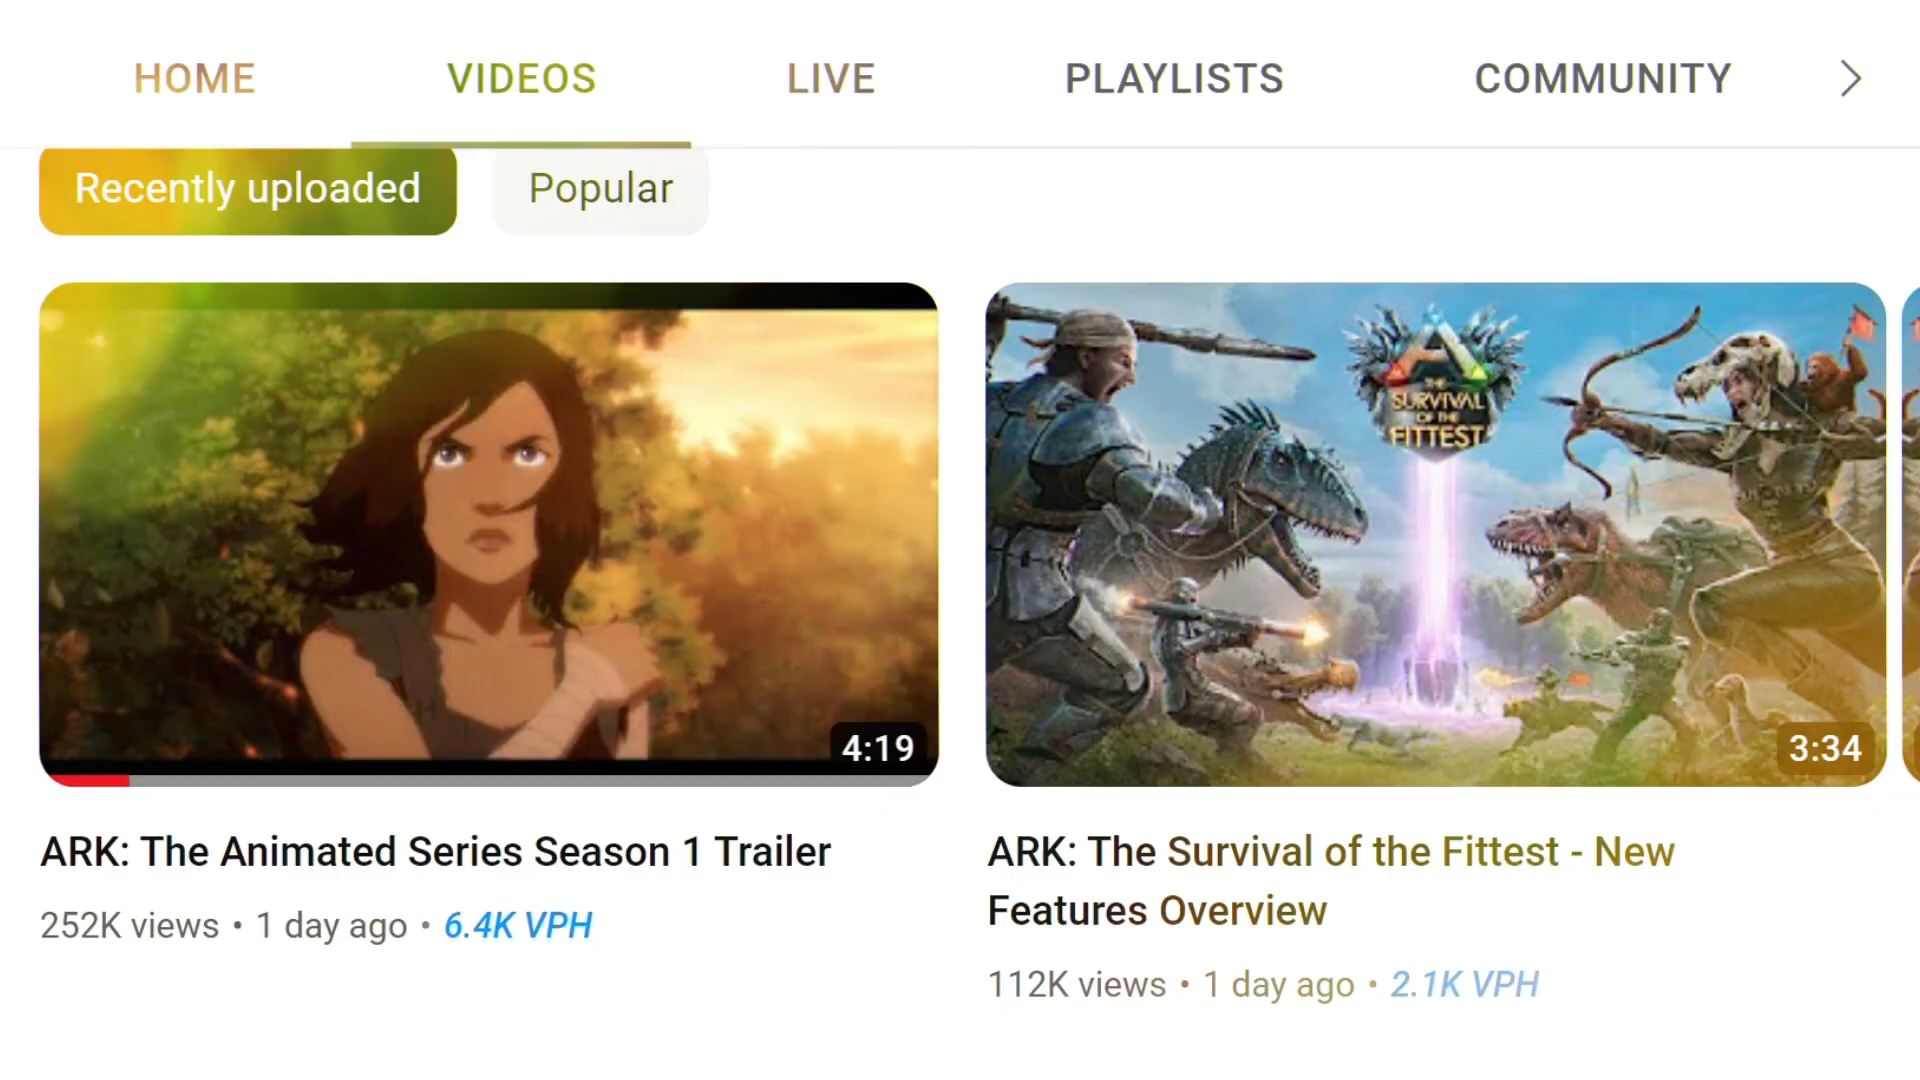 HOME VIDEOS LIVE PLAYLISTS COMMUNITY
Recently uploaded Popular
THE
SURVIVAL
OF THE
FITTEST
4:19
3:34
ARK: The Animated Series Season 1 Trailer
252K views • 1 day ago • 6.4K VPH
ARK: The Survival of the Fittest - New
Features Overview
112K views • 1 day ago • 2.1K VPH